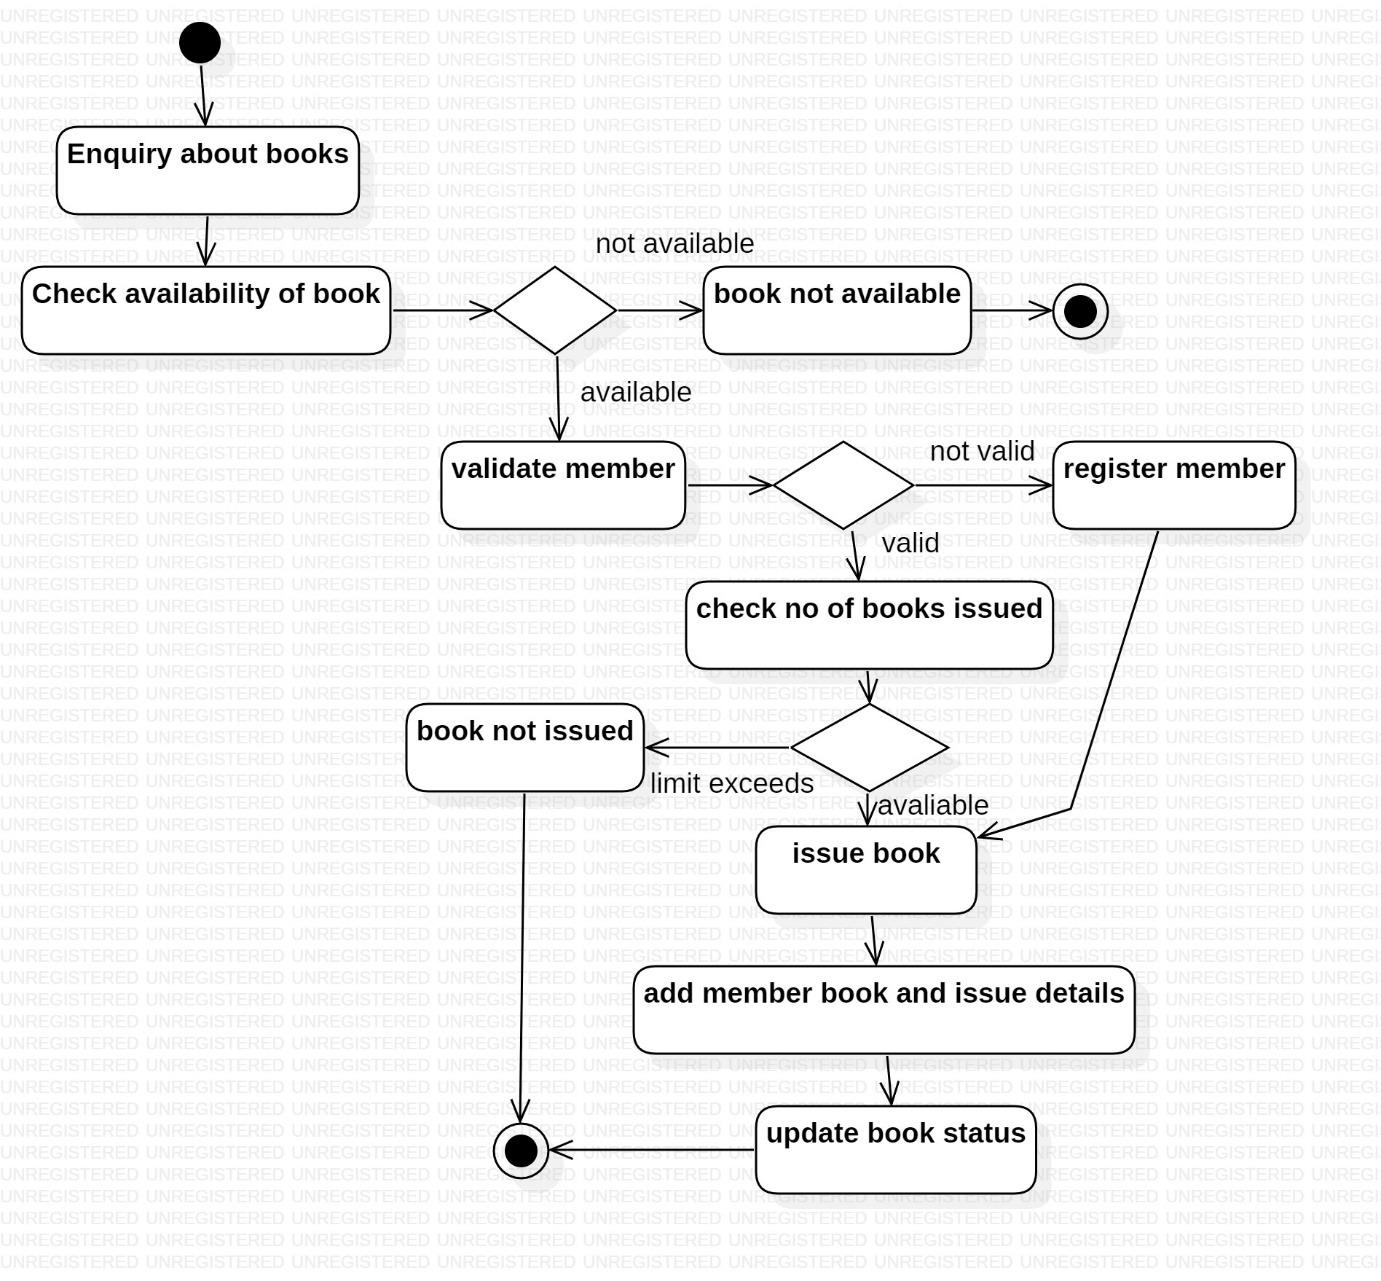 Enquiry about books
not available
Check availability of book
book not available
available
not valid
validate member
register member
valid
check no of books issued
book not issued
limit exceeds
avaliable
issue book
add member book and issue details
update book status
UNREGISTERED